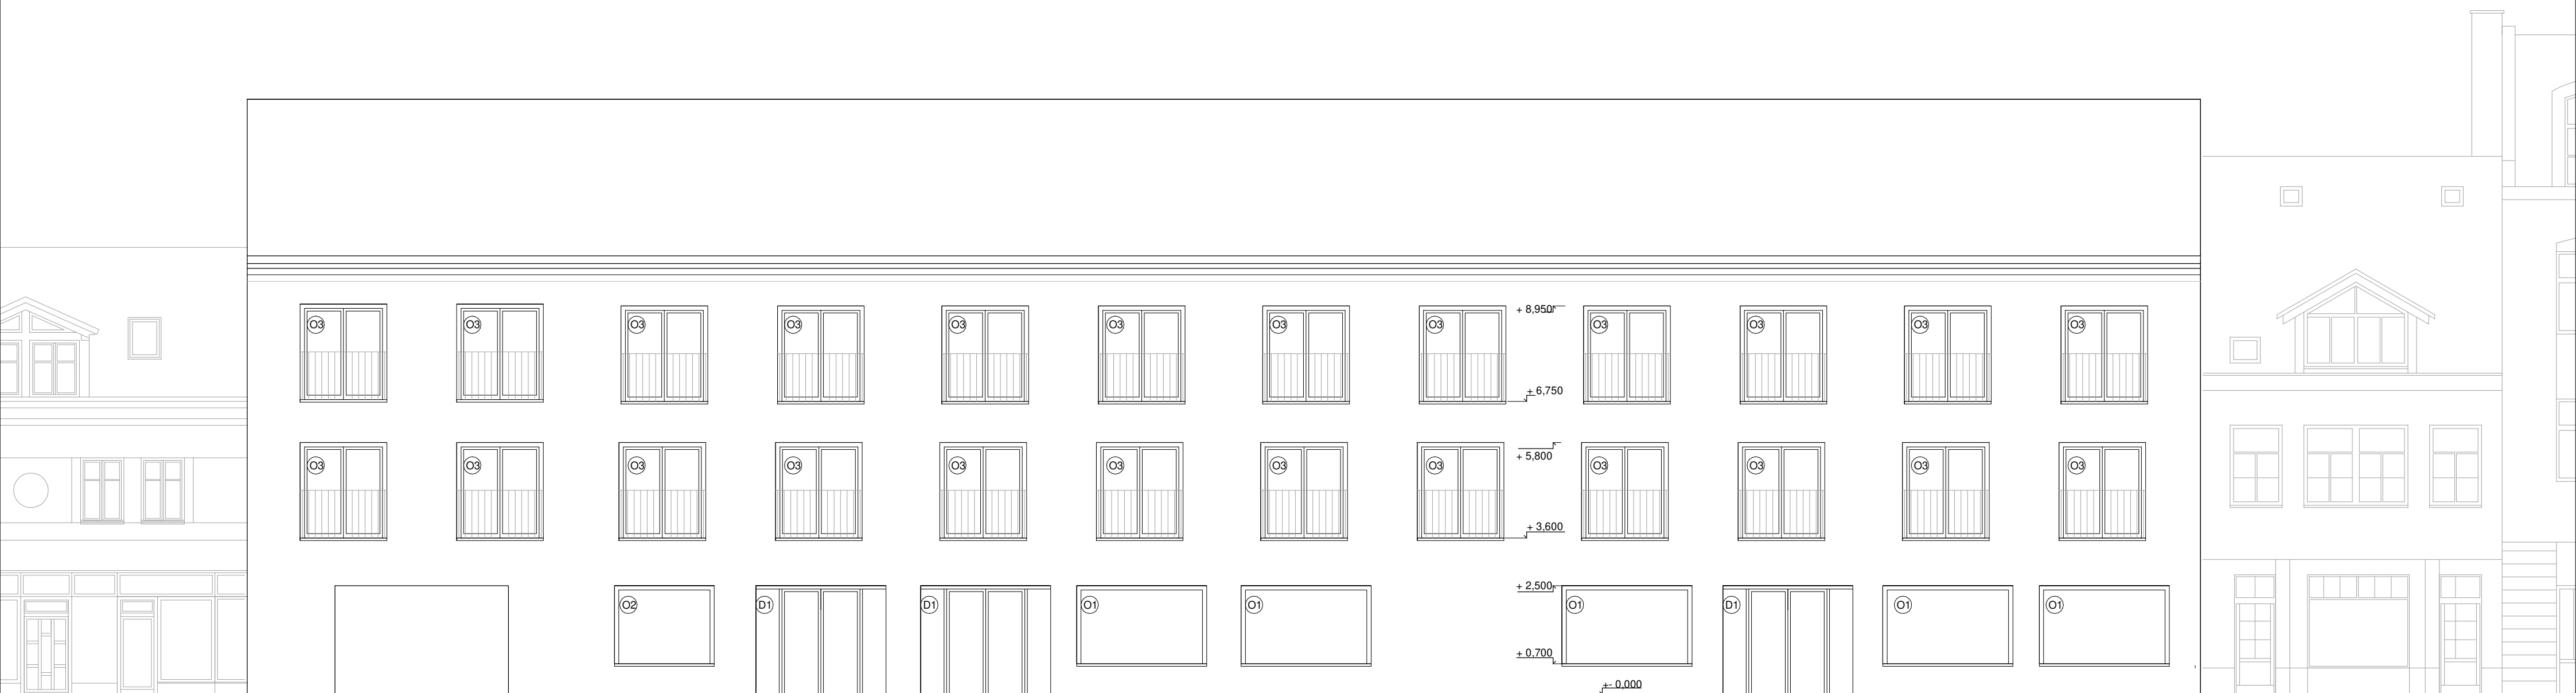 O3 O3 O3 O3 O3 O3 O3 O3 + 8,950 O3 O3 O3 O3
+ 6,750
O3 O3 O3 O3 O3 O3 O3 O3 + 5,800 O3 O3 O3 O3
+ 3,600
+ 2,500
O2 D1 D1 O1 O1 O1 D1 O1 O1
+ 0,700
+- 0,000